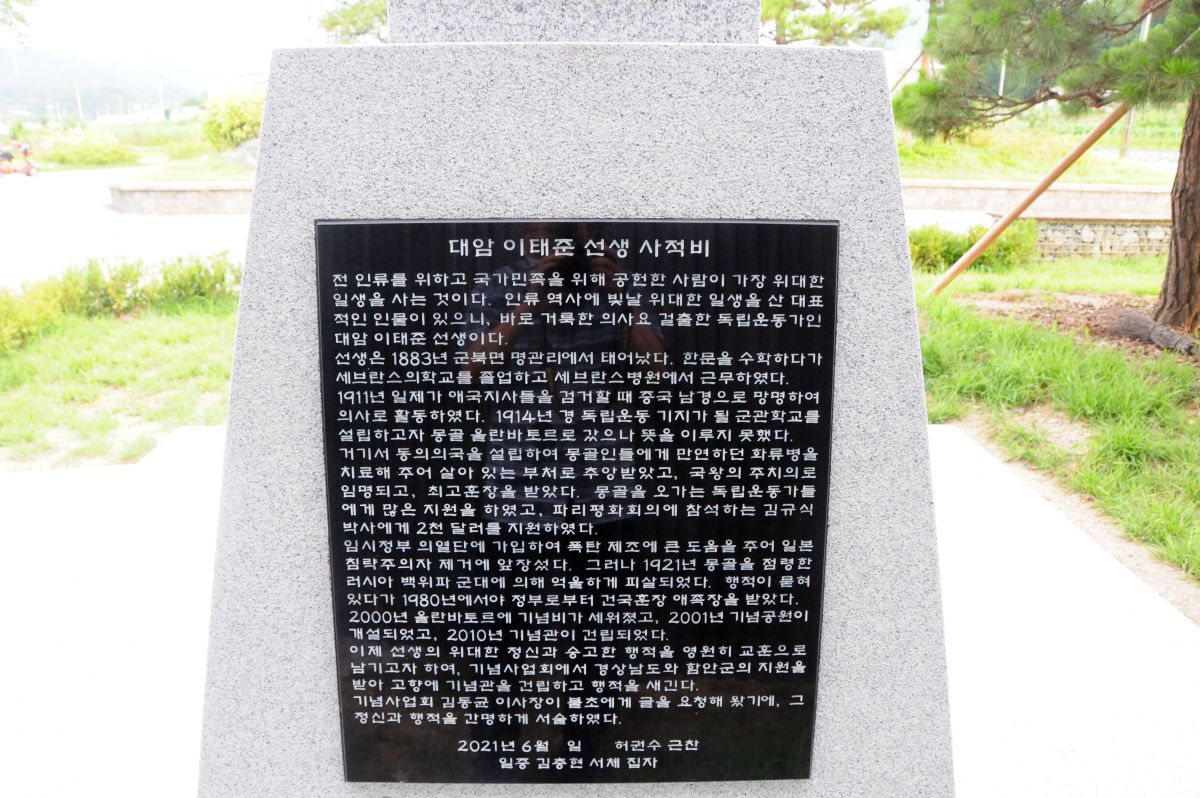 대암 이태준 선생 사적비
전 인류를 위하고 국가민족을 위해 공헌한 사람이 가장 위대한
일생을 사는 것이다. 인류 역사에 빛날 위대한 일생을 산 대표
적인 인물이 있으니, 바로 거룩한 의사요 걸출한 독립운동가인
대암 이태준 선생이다.
선생은 1883년 군북면 명관리에서 태어났다. 한문을 수학하다가
세브란스의학교를 졸업하고 세브란스병원에서 근무하였다.
1911년 일제가 애국지사들을 검거할 때 중국 남경으로 망명하여
의사로 활동하였다. 1914년 경 독립운동 기지가 될 군관학교를
설립하고자 몽골 울란바토르로 갔으나 뜻을 이루지 못했다.
거기서 동의의국을 설립하여 몽골인들에게 만연하던 화류병을
치료해 주어 살아 있는 부처로 추앙받았고, 국왕의 주치의로
임명되고, 최고훈장을 받았다. 몽골을 오가는 독립운동가들
에게 많은 지원을 하였고, 파리평화회의에 참석하는 김규식
박사에게 2천 달러를 지원하였다.
임시정부 의열단에 가입하여 폭탄 제조에 큰 도움을 주어 일본
침략주의자 제거에 앞장섰다. 그러나 1921년 몽골을 점령한
러시아 백위파 군대에 의해 억울하게 피살되었다. 행적이 묻혀
있다가 1980년에서야 정부로부터 건국훈장 애족장을 받았다.
2000년 울란바토르에 기념비가 세워졌고, 2001년 기념공원이
개설되었고, 2010년 기념관이 건립되었다.
이제 선생의 위대한 정신과 숭고한 행적을 영원히 교훈으로
남기고자 하여, 기념사업회에서 경상남도와 함안군의 지원을
받아 고향에 기념관을 건립하고 행적을 새긴다.
기념사업회 김동균 이사장이 불초에게 글을 요청해 왔기에, 그
정신과 행적을 간명하게 서술하였다.
2021년 6월 일 허권수 근찬
일중 김충현 서체 집자